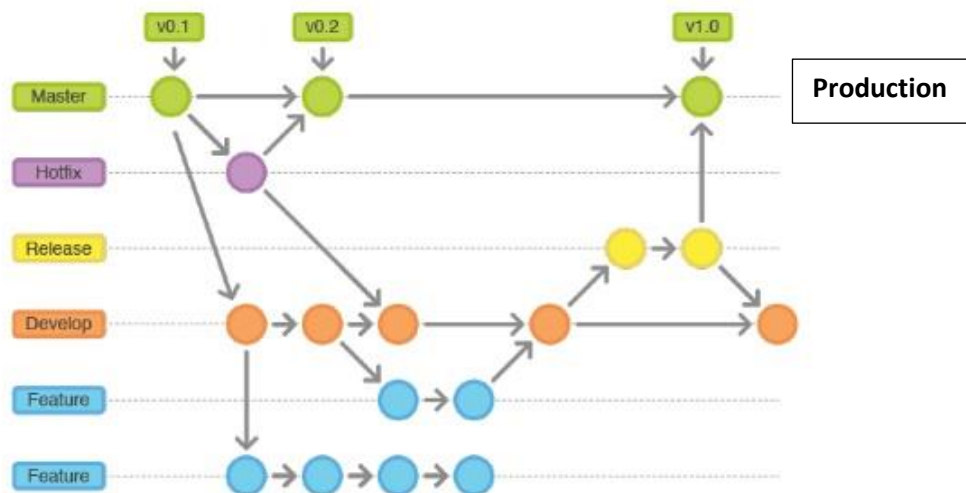 v0.1
v0.2
v1.0
Master
Production
Hotfix
Release
Develop
Feature
Feature